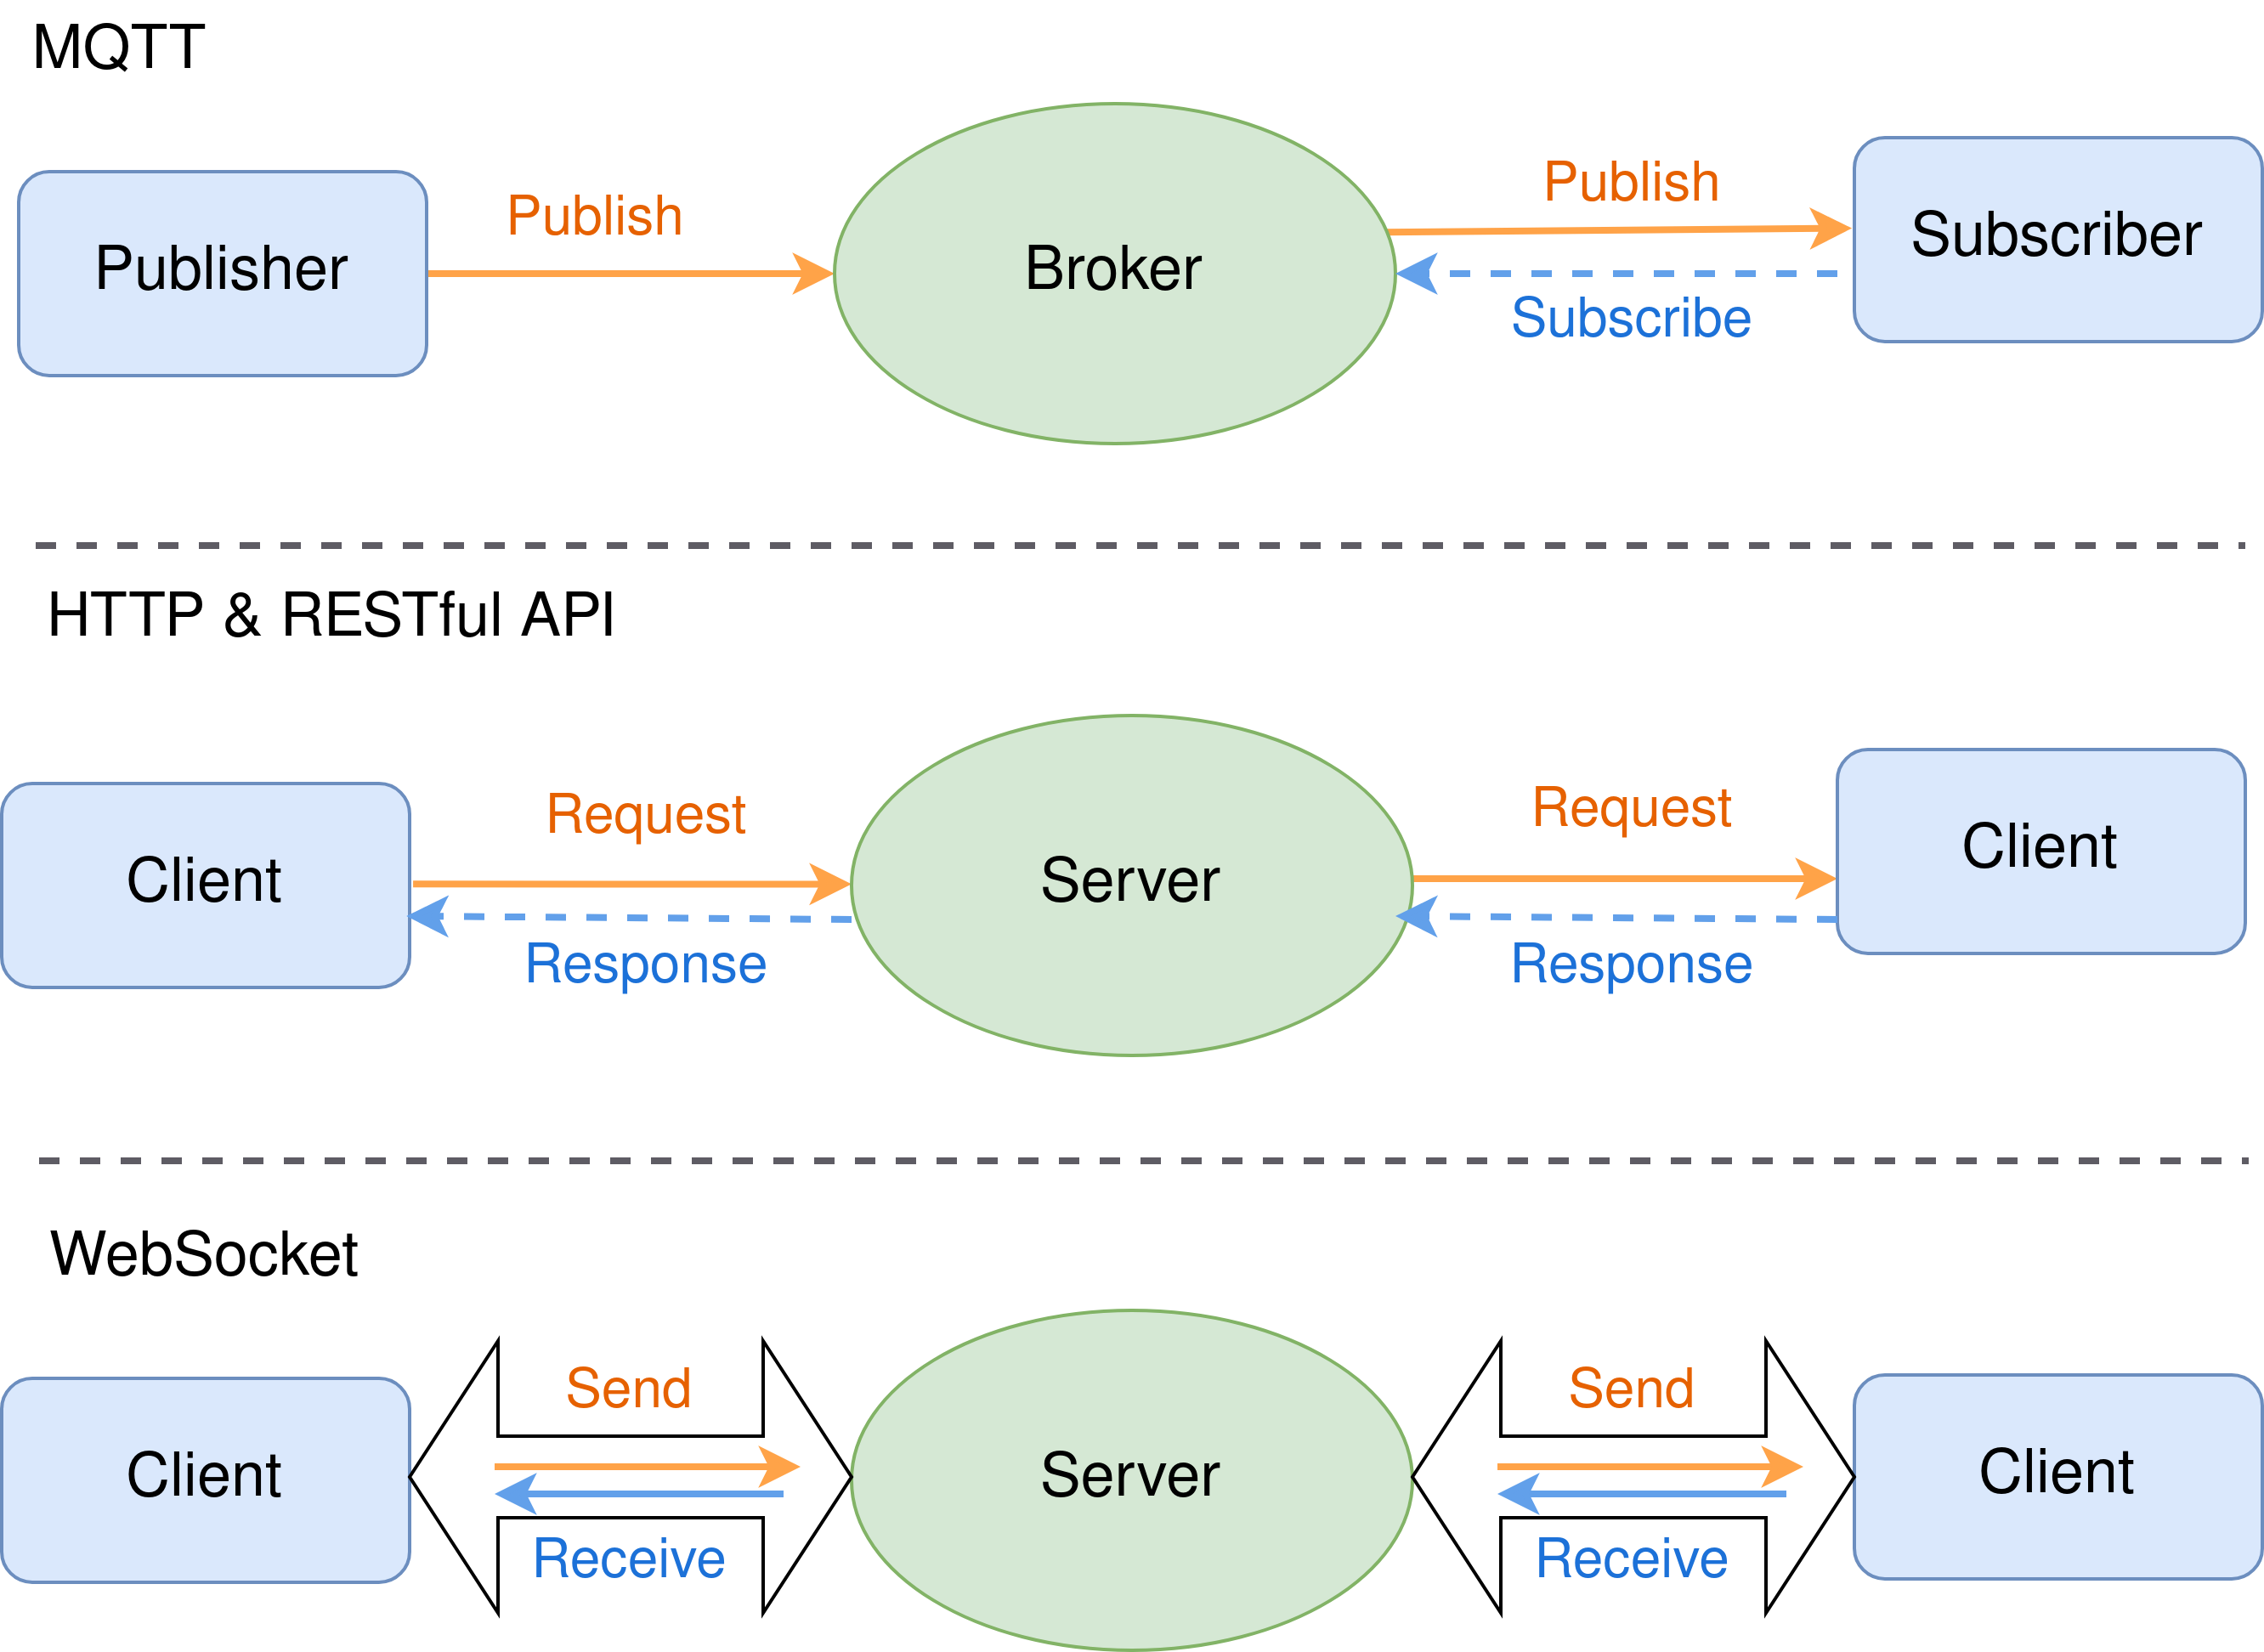 MQTT
Publisher
Publish
Broker
Publish
Subscribe
Subscriber
HTTP & RESTful API
Client
Request
Response
Server
Request
Response
Client
WebSocket
Client
Send
Receive
Server
Send
Receive
Client